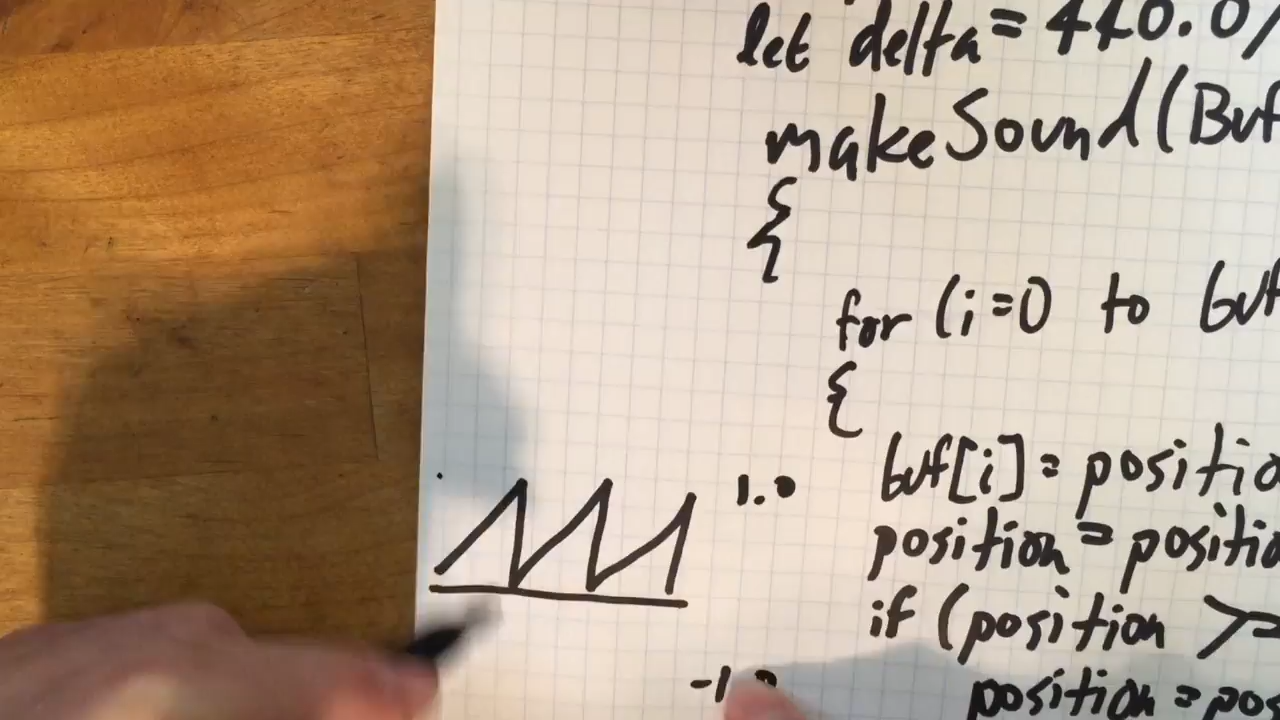 let delta = 440.0/
makeSound(Buf
{
for (i=0 to buf
{
buf[i] = positio
1.0
position = positio
if (position >=
-1.0
position = pos